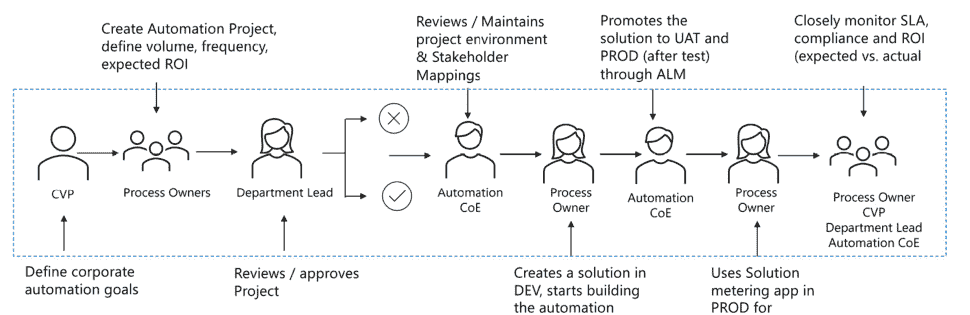 Create Automation Project,
define volume, frequency,
expected ROI
Reviews / Maintains
project environment
& Stakeholder
Mappings
Promotes the
solution to UAT and
PROD (after test)
through ALM
Closely monitor SLA,
compliance and ROI
(expected vs. actual
CVP
Process Owners
Department Lead
Automation
CoE
Process
Owner
Automation
CoE
Process
Owner
Process Owner
CVP
Department Lead
Automation CoE
Define corporate
automation goals
Reviews / approves
Project
Creates a solution in
DEV, starts building
the automation
Uses Solution
metering app in
PROD for